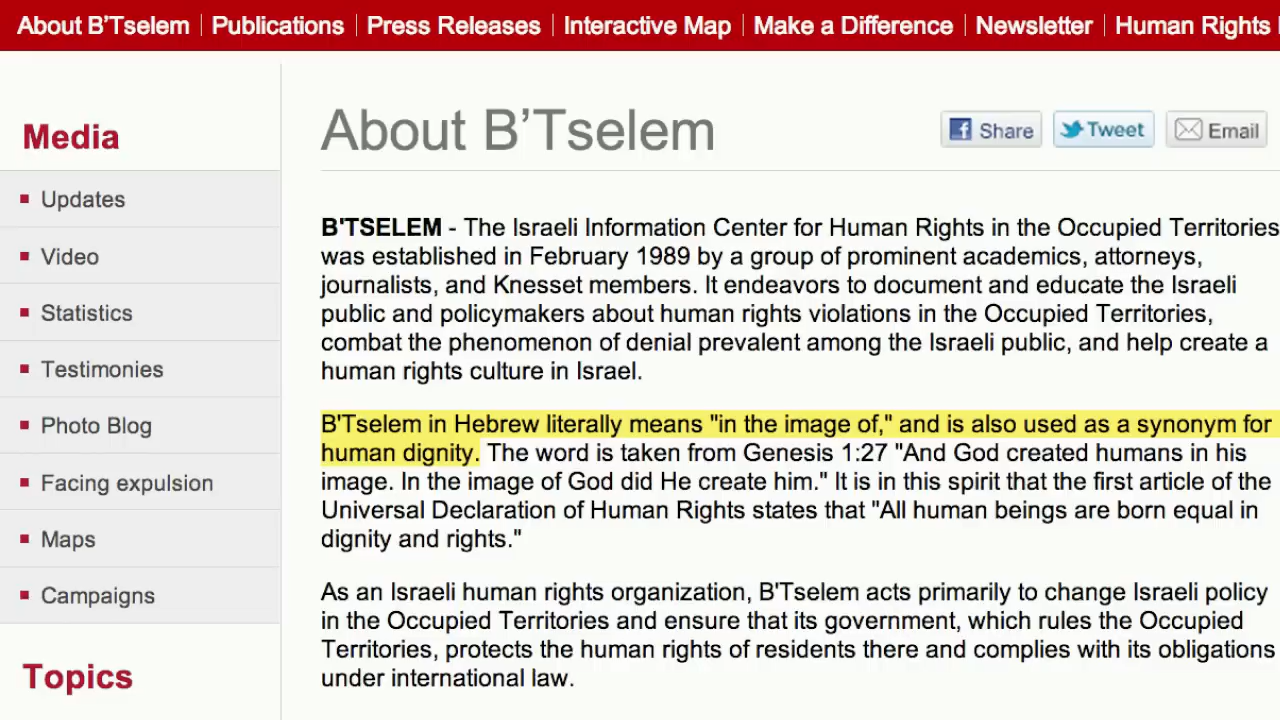 About B'Tselem | Publications | Press Releases | Interactive Map | Make a Difference | Newsletter | Human Rights
Media
Updates
Video
Statistics
Testimonies
Photo Blog
Facing expulsion
Maps
Campaigns
Topics
About B'Tselem
Share
Tweet
Email
B'TSELEM - The Israeli Information Center for Human Rights in the Occupied Territories
was established in February 1989 by a group of prominent academics, attorneys,
journalists, and Knesset members. It endeavors to document and educate the Israeli
public and policymakers about human rights violations in the Occupied Territories,
combat the phenomenon of denial prevalent among the Israeli public, and help create a
human rights culture in Israel.
B'Tselem in Hebrew literally means "in the image of," and is also used as a synonym for
human dignity. The word is taken from Genesis 1:27 "And God created humans in his
image. In the image of God did He create him." It is in this spirit that the first article of the
Universal Declaration of Human Rights states that "All human beings are born equal in
dignity and rights."
As an Israeli human rights organization, B'Tselem acts primarily to change Israeli policy
in the Occupied Territories and ensure that its government, which rules the Occupied
Territories, protects the human rights of residents there and complies with its obligations
under international law.